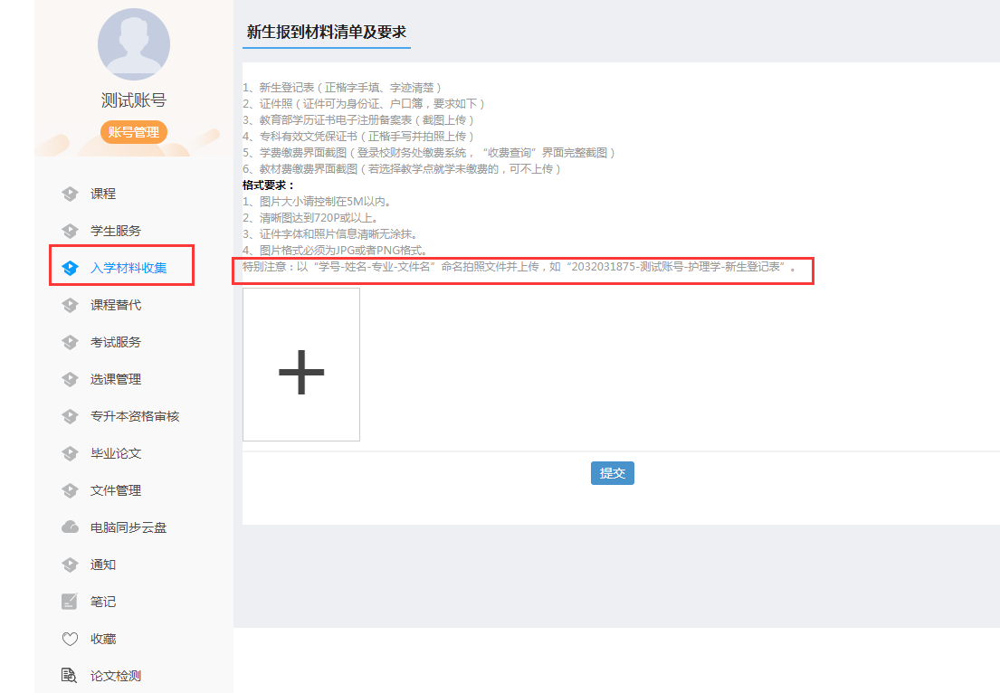 测试账号
账号管理
课程
学生服务
入学材料收集
课程替代
考试服务
选课管理
专升本资格审核
毕业论文
文件管理
电脑同步云盘
通知
笔记
收藏
论文检测
新生报到材料清单及要求
1、新生登记表（正楷字手填、字迹清楚）
2、证件照（证件可为身份证、户口簿，要求如下）
3、教育部学历证书电子注册备案表（截图上传）
4、专科有效文凭保证书（正楷手写并拍照上传）
5、学费缴费界面截图（登录校财务处缴费系统，“收费查询”界面完整截图）
6、教材费缴费界面截图（若选择教学点就学未缴费的，可不上传）
格式要求：
1、图片大小请控制在5M以内。
2、清晰图达到720P或以上。
3、证件字体和照片信息清晰无涂抹。
4、图片格式必须为JPG或者PNG格式。
特别注意：以“学号-姓名-专业-文件名”命名拍照文件并上传，如“2032031875-测试账号-护理学-新生登记表”。
提交